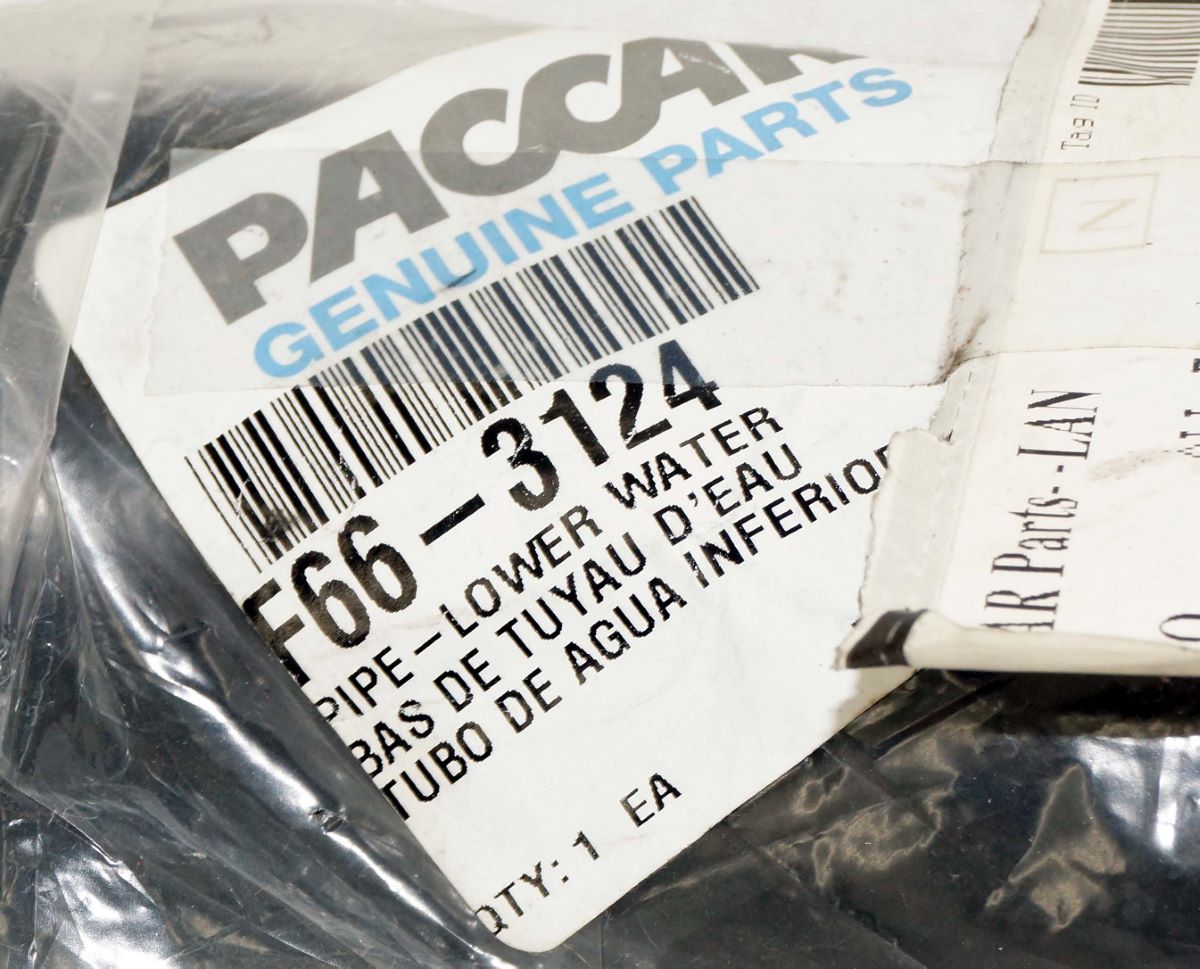 PACCAR
GENUINE PARTS
F66-3124
PIPE-LOWER WATER
BAS DE TUYAU D'EAU
TUBO DE AGUA INFERIOR
QTY: 1 EA
Tag ID
N
AR Parts--LAN